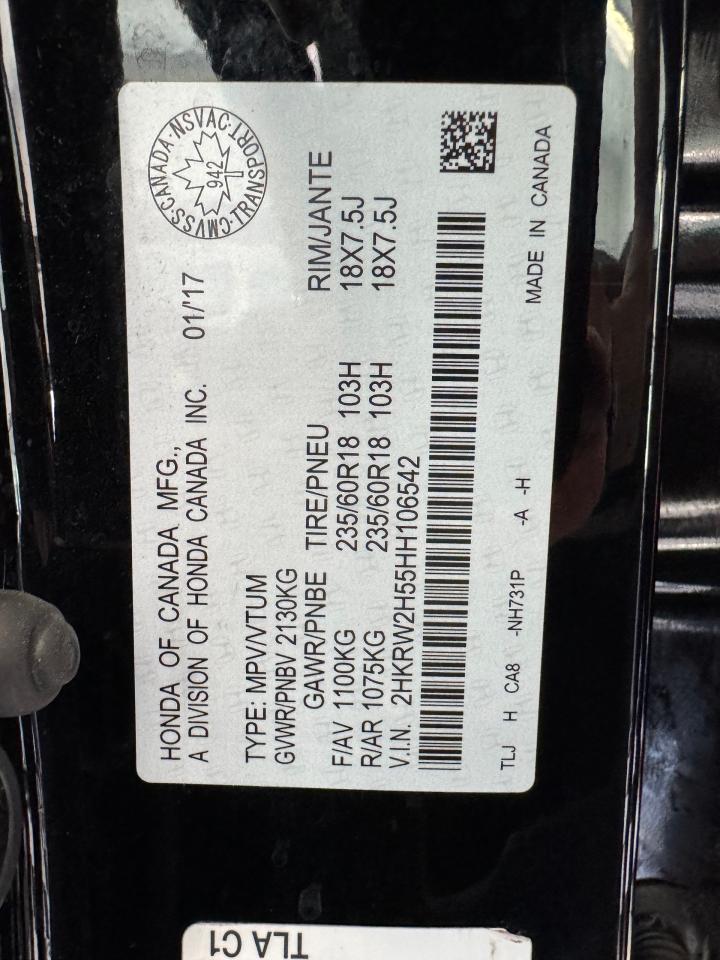 HONDA OF CANADA MFG.,
A DIVISION OF HONDA CANADA INC. 01/'17
CMVSS·CANADA·NSVAC·C·TRANSPORT·
942
TYPE: MPV/VTUM
GVWR/PNBV 2130KG
GAWR/PNBE TIRE/PNEU RIM/JANTE
F/AV 1100KG 235/60R18 103H 18X7.5J
R/AR 1075KG 235/60R18 103H 18X7.5J
V.I.N. 2HKRW2H55HH106542
TLJ H CA8 -NH731P -A -H MADE IN CANADA
TLA C1